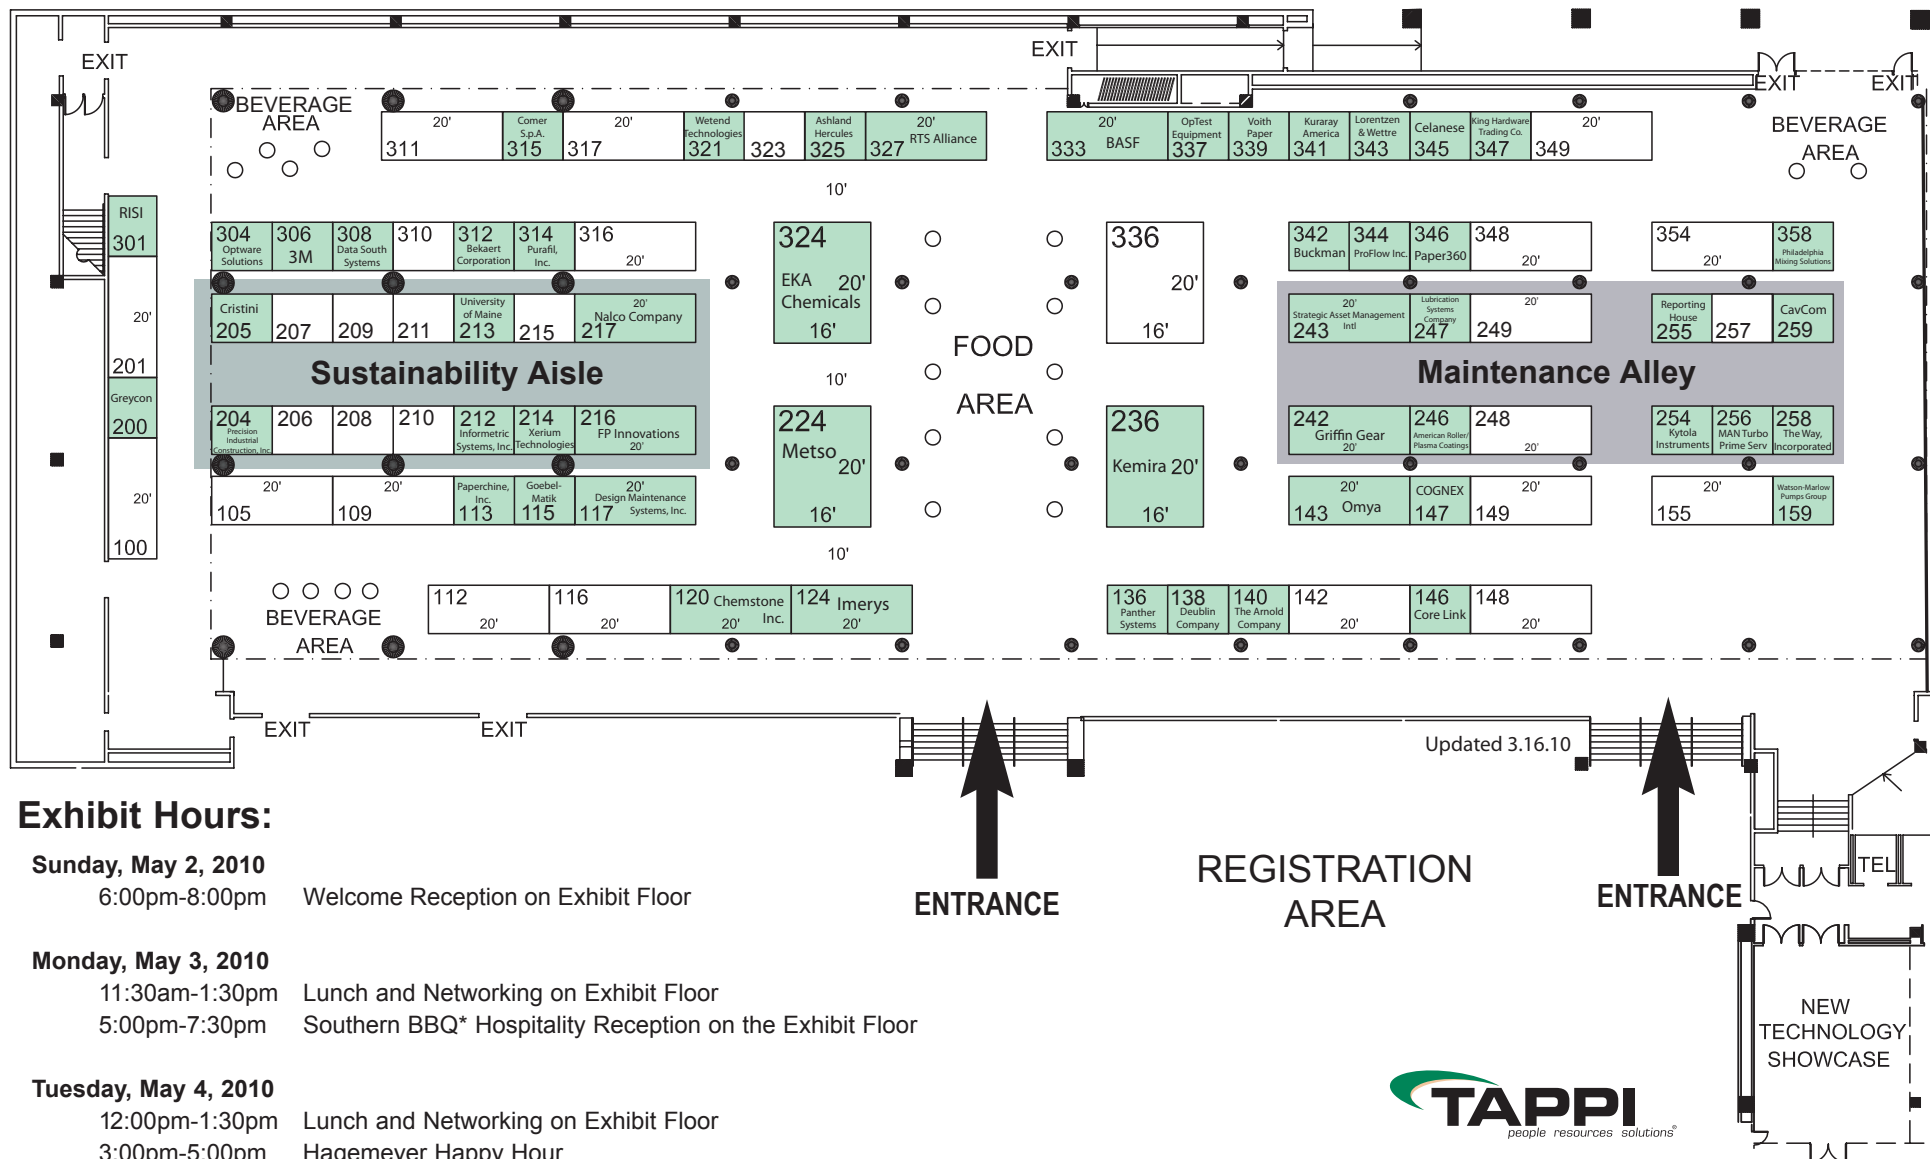 EXIT
EXIT
EXIT
EXIT
BEVERAGE
AREA
20'
311
Comer
S.p.A.
315
20'
317
Wetend
Technologies
321
323
Ashland
Hercules
325
20'
327 RTS Alliance
20'
333 BASF
OpTest
Equipment
337
Voith
Paper
339
Kuraray
America
341
Lorentzen
& Wettre
343
Celanese
345
King Hardware
Trading Co.
347
20'
349
BEVERAGE
AREA
10'
RISI
301
20'
201
Greycon
200
20'
100
304
Optware
Solutions
306
3M
308
Data South
Systems
310
312
Bekaert
Corporation
314
Purafil,
Inc.
316
20'
324
EKA 20'
Chemicals
16'
336
20'
16'
342
Buckman
344
ProFlow Inc.
346
Paper360
348
20'
354
20'
358
Philadelphia
Mixing Solutions
Cristini
205
207
209
211
University
of Maine
213
215
20'
Nalco Company
217
20'
Strategic Asset Management
Intl
243
Lubrication
Systems
Company
247
20'
249
Reporting
House
255
257
CavCom
259
Sustainability Aisle
10'
FOOD
AREA
Maintenance Alley
204
Precision
Industrial
Construction, Inc.
206
208
210
212
Informetric
Systems, Inc.
214
Xerium
Technologies
216
FP Innovations
20'
224
Metso
20'
16'
236
Kemira 20'
16'
242
Griffin Gear
20'
246
American Roller/
Plasma Coatings
248
20'
254
Kytola
Instruments
256
MAN Turbo
Prime Serv
258
The Way,
Incorporated
20'
105
20'
109
Paperchine,
Inc.
113
Goebel-
Matik
115
20'
Design Maintenance
117 Systems, Inc.
20'
143 Omya
COGNEX
147
20'
149
20'
155
Watson-Marlow
Pumps Group
159
10'
BEVERAGE
AREA
112
20'
116
20'
120 Chemstone
Inc.
20'
124 Imerys
20'
136
Panther
Systems
138
Deublin
Company
140
The Arnold
Company
142
20'
146
Core Link
148
20'
EXIT
EXIT
Updated 3.16.10
ENTRANCE
REGISTRATION
AREA
ENTRANCE
TEL
NEW
TECHNOLOGY
SHOWCASE
Exhibit Hours:
Sunday, May 2, 2010
6:00pm-8:00pm Welcome Reception on Exhibit Floor
Monday, May 3, 2010
11:30am-1:30pm Lunch and Networking on Exhibit Floor
5:00pm-7:30pm Southern BBQ* Hospitality Reception on the Exhibit Floor
Tuesday, May 4, 2010
12:00pm-1:30pm Lunch and Networking on Exhibit Floor
3:00pm-5:00pm Hagemeyer Happy Hour
TAPPI
people resources solutions®